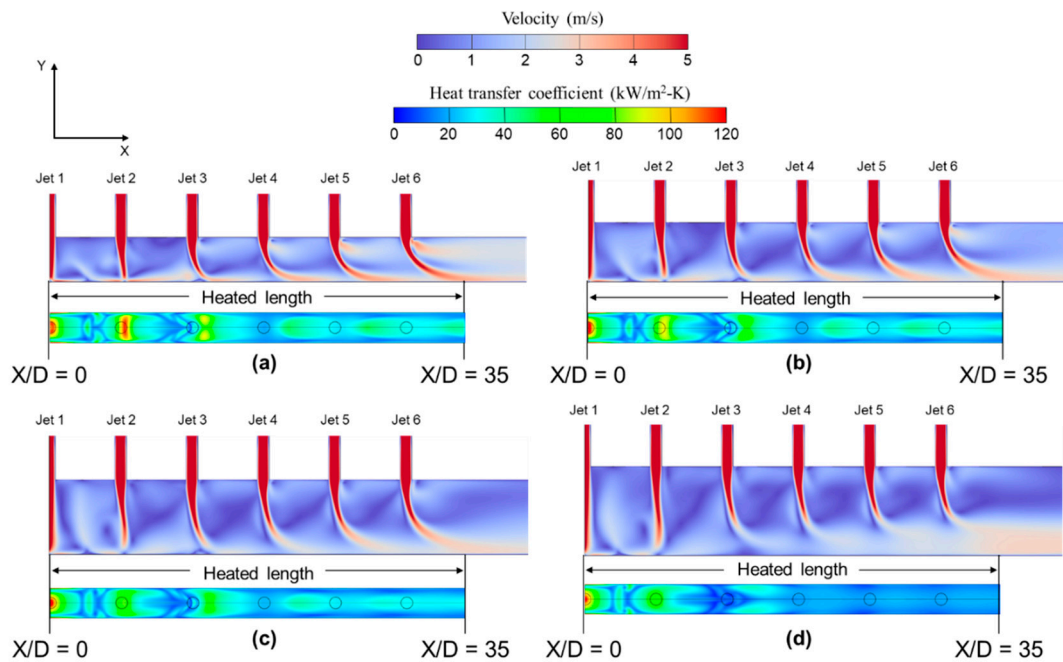 Velocity (m/s)
0 1 2 3 4 5
Heat transfer coefficient (kW/m²-K)
0 20 40 60 80 100 120
Y
X
Jet 1 Jet 2 Jet 3 Jet 4 Jet 5 Jet 6
Heated length
(a)
X/D = 0 X/D = 35
Jet 1 Jet 2 Jet 3 Jet 4 Jet 5 Jet 6
Heated length
(b)
X/D = 0 X/D = 35
Jet 1 Jet 2 Jet 3 Jet 4 Jet 5 Jet 6
Heated length
(c)
X/D = 0 X/D = 35
Jet 1 Jet 2 Jet 3 Jet 4 Jet 5 Jet 6
Heated length
(d)
X/D = 0 X/D = 35